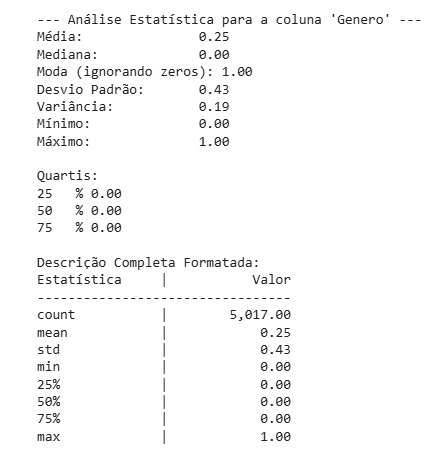 --- Análise Estatística para a coluna 'Genero' ---
Média: 0.25
Mediana: 0.00
Moda (ignorando zeros): 1.00
Desvio Padrão: 0.43
Variância: 0.19
Mínimo: 0.00
Máximo: 1.00
Quartis:
25 % 0.00
50 % 0.00
75 % 0.00
Descrição Completa Formatada:
Estatística | Valor
---------------------------------
count | 5,017.00
mean | 0.25
std | 0.43
min | 0.00
25% | 0.00
50% | 0.00
75% | 0.00
max | 1.00